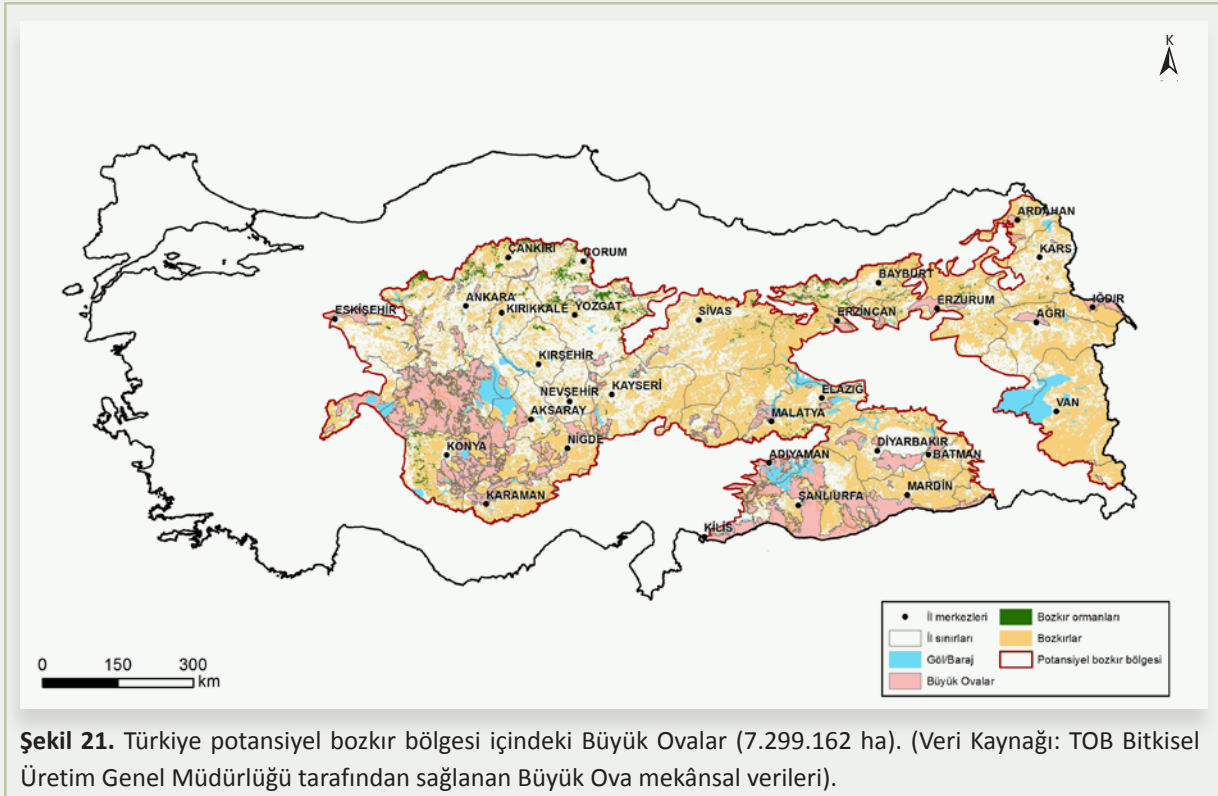 K
ARDAHAN
KARS
ÇANKIRI
ÇORUM
BAYBURT
ANKARA
KIRIKKALE
YOZGAT
ESKİŞEHİR
SİVAS
ERZİNCAN
ERZURUM
IĞDIR
AĞRI
KIRŞEHİR
NEVŞEHİR
KAYSERİ
ELAZIĞ
AKSARAY
MALATYA
VAN
KONYA
NİĞDE
DİYARBAKIR
BATMAN
ADIYAMAN
MARDİN
KARAMAN
ŞANLIURFA
KİLİS
İl merkezleri
Bozkır ormanları
İl sınırları
Bozkırlar
Göl/Baraj
Potansiyel bozkır bölgesi
Büyük Ovalar
0 150 300
km
Şekil 21. Türkiye potansiyel bozkır bölgesi içindeki Büyük Ovalar (7.299.162 ha). (Veri Kaynağı: TOB Bitkisel
Üretim Genel Müdürlüğü tarafından sağlanan Büyük Ova mekânsal verileri).